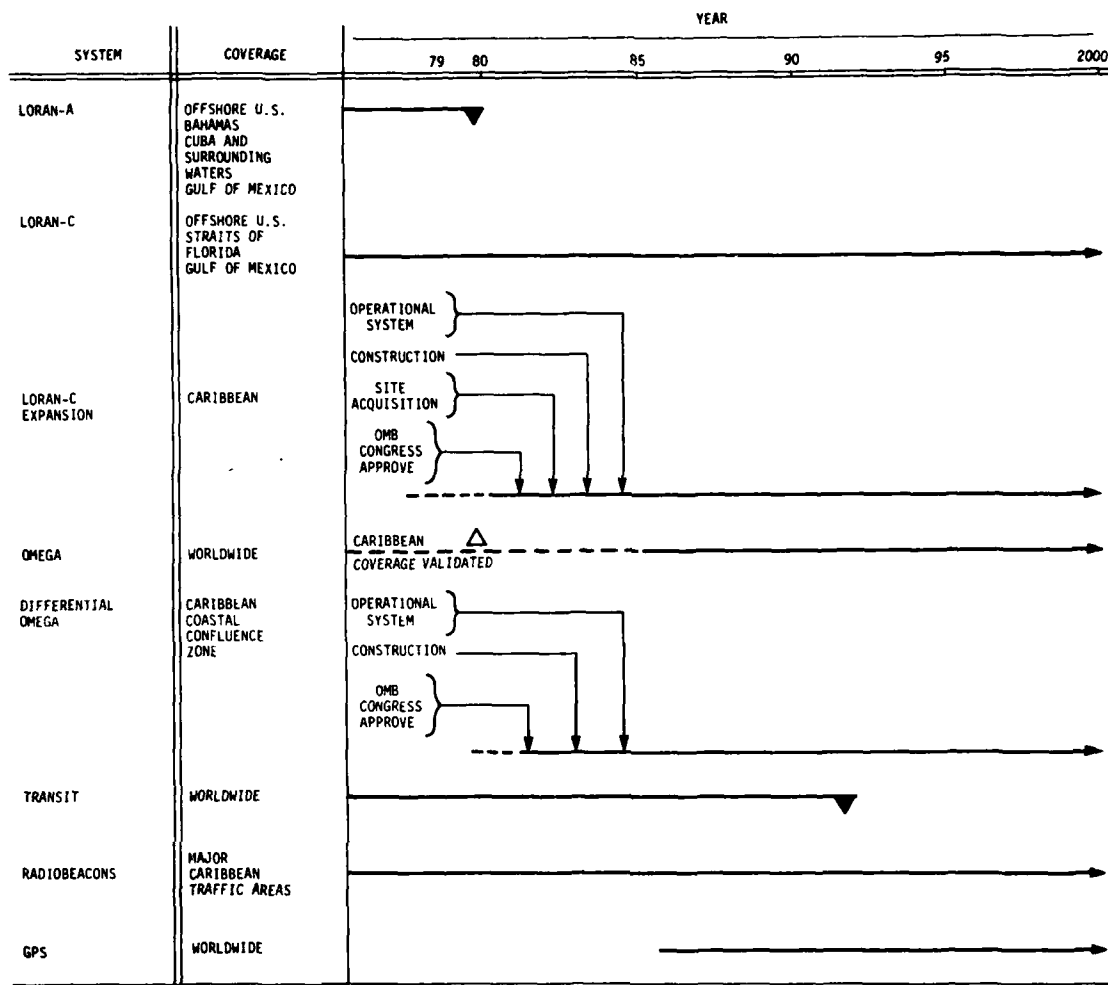 YEAR
SYSTEM COVERAGE 79 80 85 90 95 2000
LORAN-A
OFFSHORE U.S.
BAHAMAS
CUBA AND
SURROUNDING
WATERS
GULF OF MEXICO
LORAN-C
OFFSHORE U.S.
STRAITS OF
FLORIDA
GULF OF MEXICO
LORAN-C
EXPANSION
CARIBBEAN
OPERATIONAL
SYSTEM
CONSTRUCTION
SITE
ACQUISITION
OMB
CONGRESS
APPROVE
OMEGA
WORLDWIDE
CARIBBEAN
COVERAGE VALIDATED
DIFFERENTIAL
OMEGA
CARIBBEAN
COASTAL
CONFLUENCE
ZONE
OPERATIONAL
SYSTEM
CONSTRUCTION
OMB
CONGRESS
APPROVE
TRANSIT
WORLDWIDE
RADIOBEACONS
MAJOR
CARIBBEAN
TRAFFIC AREAS
GPS
WORLDWIDE